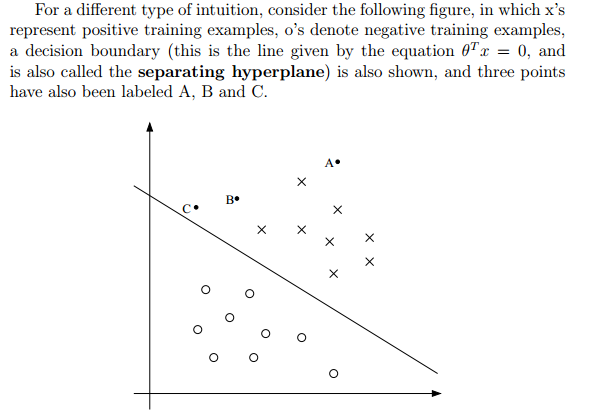 For a different type of intuition, consider the following figure, in which x's
represent positive training examples, o's denote negative training examples,
a decision boundary (this is the line given by the equation θᵀx = 0, and
is also called the separating hyperplane) is also shown, and three points
have also been labeled A, B and C.
A
B
C